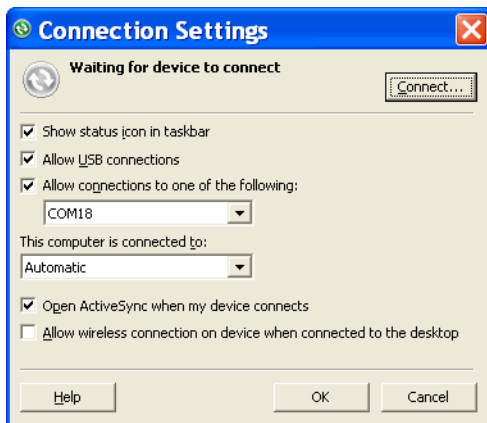 Connection Settings
Waiting for device to connect
Connect...
Show status icon in taskbar
Allow USB connections
Allow connections to one of the following:
COM18
This computer is connected to:
Automatic
Open ActiveSync when my device connects
Allow wireless connection on device when connected to the desktop
Help OK Cancel